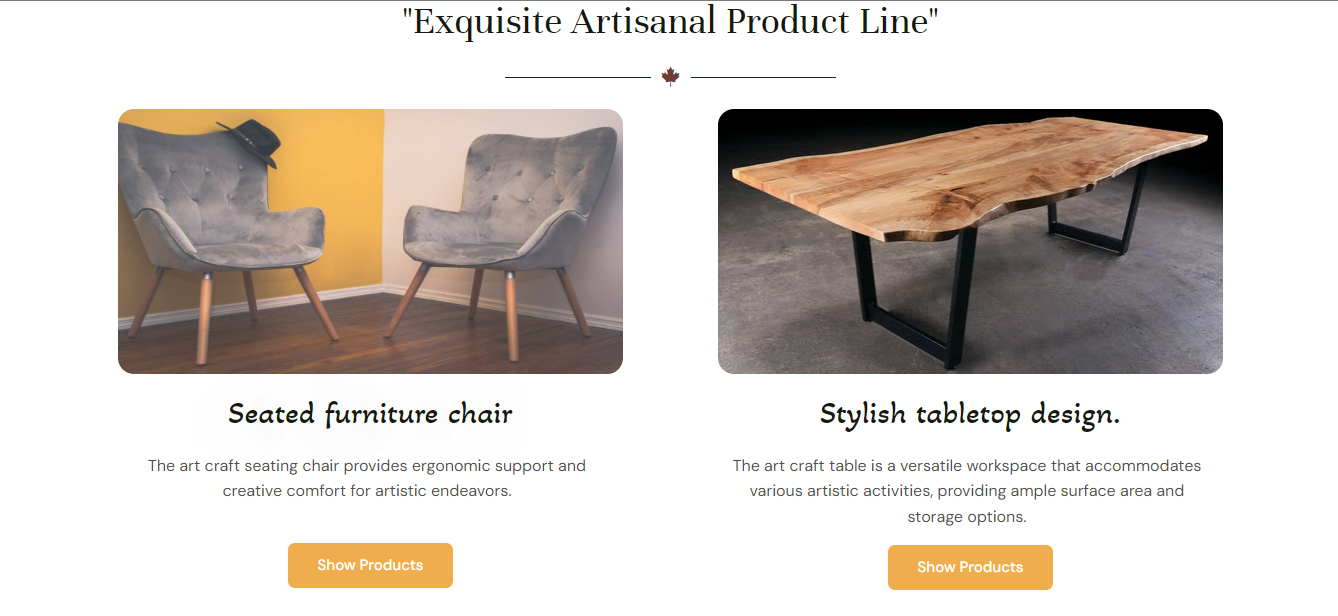 "Exquisite Artisanal Product Line"
Seated furniture chair
The art craft seating chair provides ergonomic support and
creative comfort for artistic endeavors.
Show Products
Stylish tabletop design.
The art craft table is a versatile workspace that accommodates
various artistic activities, providing ample surface area and
storage options.
Show Products